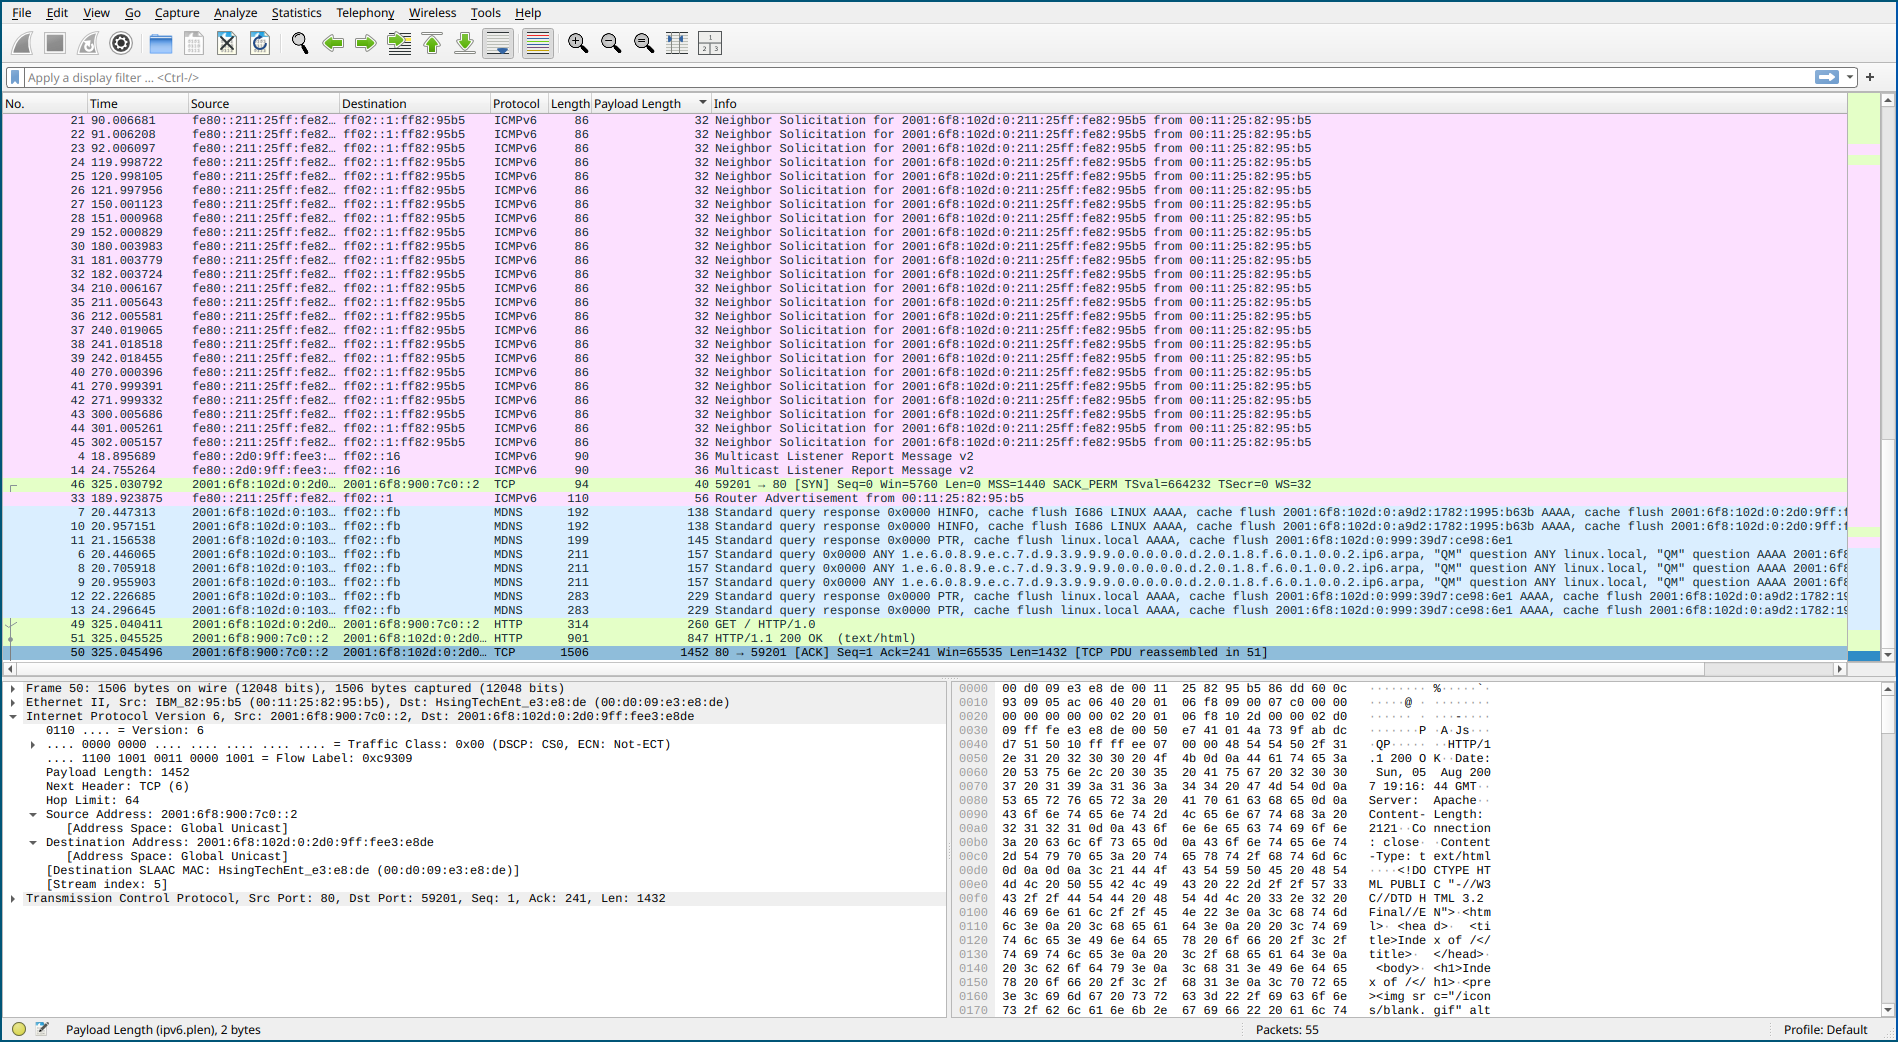 File Edit View Go Capture Analyze Statistics Telephony Wireless Tools Help
Apply a display filter ... <Ctrl-/>
No. Time Source Destination Protocol Length Payload Length Info
21 90.006681 fe80::211:25ff:fe82… ff02::1:ff82:95b5 ICMPv6 86 32 Neighbor Solicitation for 2001:6f8:102d:0:211:25ff:fe82:95b5 from 00:11:25:82:95:b5
22 91.006208 fe80::211:25ff:fe82… ff02::1:ff82:95b5 ICMPv6 86 32 Neighbor Solicitation for 2001:6f8:102d:0:211:25ff:fe82:95b5 from 00:11:25:82:95:b5
23 92.006097 fe80::211:25ff:fe82… ff02::1:ff82:95b5 ICMPv6 86 32 Neighbor Solicitation for 2001:6f8:102d:0:211:25ff:fe82:95b5 from 00:11:25:82:95:b5
24 119.998722 fe80::211:25ff:fe82… ff02::1:ff82:95b5 ICMPv6 86 32 Neighbor Solicitation for 2001:6f8:102d:0:211:25ff:fe82:95b5 from 00:11:25:82:95:b5
25 120.998105 fe80::211:25ff:fe82… ff02::1:ff82:95b5 ICMPv6 86 32 Neighbor Solicitation for 2001:6f8:102d:0:211:25ff:fe82:95b5 from 00:11:25:82:95:b5
26 121.997956 fe80::211:25ff:fe82… ff02::1:ff82:95b5 ICMPv6 86 32 Neighbor Solicitation for 2001:6f8:102d:0:211:25ff:fe82:95b5 from 00:11:25:82:95:b5
27 150.001123 fe80::211:25ff:fe82… ff02::1:ff82:95b5 ICMPv6 86 32 Neighbor Solicitation for 2001:6f8:102d:0:211:25ff:fe82:95b5 from 00:11:25:82:95:b5
28 151.000968 fe80::211:25ff:fe82… ff02::1:ff82:95b5 ICMPv6 86 32 Neighbor Solicitation for 2001:6f8:102d:0:211:25ff:fe82:95b5 from 00:11:25:82:95:b5
29 152.000829 fe80::211:25ff:fe82… ff02::1:ff82:95b5 ICMPv6 86 32 Neighbor Solicitation for 2001:6f8:102d:0:211:25ff:fe82:95b5 from 00:11:25:82:95:b5
30 180.003983 fe80::211:25ff:fe82… ff02::1:ff82:95b5 ICMPv6 86 32 Neighbor Solicitation for 2001:6f8:102d:0:211:25ff:fe82:95b5 from 00:11:25:82:95:b5
31 181.003779 fe80::211:25ff:fe82… ff02::1:ff82:95b5 ICMPv6 86 32 Neighbor Solicitation for 2001:6f8:102d:0:211:25ff:fe82:95b5 from 00:11:25:82:95:b5
32 182.003724 fe80::211:25ff:fe82… ff02::1:ff82:95b5 ICMPv6 86 32 Neighbor Solicitation for 2001:6f8:102d:0:211:25ff:fe82:95b5 from 00:11:25:82:95:b5
34 210.006167 fe80::211:25ff:fe82… ff02::1:ff82:95b5 ICMPv6 86 32 Neighbor Solicitation for 2001:6f8:102d:0:211:25ff:fe82:95b5 from 00:11:25:82:95:b5
35 211.005643 fe80::211:25ff:fe82… ff02::1:ff82:95b5 ICMPv6 86 32 Neighbor Solicitation for 2001:6f8:102d:0:211:25ff:fe82:95b5 from 00:11:25:82:95:b5
36 212.005581 fe80::211:25ff:fe82… ff02::1:ff82:95b5 ICMPv6 86 32 Neighbor Solicitation for 2001:6f8:102d:0:211:25ff:fe82:95b5 from 00:11:25:82:95:b5
37 240.019065 fe80::211:25ff:fe82… ff02::1:ff82:95b5 ICMPv6 86 32 Neighbor Solicitation for 2001:6f8:102d:0:211:25ff:fe82:95b5 from 00:11:25:82:95:b5
38 241.018518 fe80::211:25ff:fe82… ff02::1:ff82:95b5 ICMPv6 86 32 Neighbor Solicitation for 2001:6f8:102d:0:211:25ff:fe82:95b5 from 00:11:25:82:95:b5
39 242.018455 fe80::211:25ff:fe82… ff02::1:ff82:95b5 ICMPv6 86 32 Neighbor Solicitation for 2001:6f8:102d:0:211:25ff:fe82:95b5 from 00:11:25:82:95:b5
40 270.000396 fe80::211:25ff:fe82… ff02::1:ff82:95b5 ICMPv6 86 32 Neighbor Solicitation for 2001:6f8:102d:0:211:25ff:fe82:95b5 from 00:11:25:82:95:b5
41 270.999391 fe80::211:25ff:fe82… ff02::1:ff82:95b5 ICMPv6 86 32 Neighbor Solicitation for 2001:6f8:102d:0:211:25ff:fe82:95b5 from 00:11:25:82:95:b5
42 271.999332 fe80::211:25ff:fe82… ff02::1:ff82:95b5 ICMPv6 86 32 Neighbor Solicitation for 2001:6f8:102d:0:211:25ff:fe82:95b5 from 00:11:25:82:95:b5
43 300.005686 fe80::211:25ff:fe82… ff02::1:ff82:95b5 ICMPv6 86 32 Neighbor Solicitation for 2001:6f8:102d:0:211:25ff:fe82:95b5 from 00:11:25:82:95:b5
44 301.005261 fe80::211:25ff:fe82… ff02::1:ff82:95b5 ICMPv6 86 32 Neighbor Solicitation for 2001:6f8:102d:0:211:25ff:fe82:95b5 from 00:11:25:82:95:b5
45 302.005157 fe80::211:25ff:fe82… ff02::1:ff82:95b5 ICMPv6 86 32 Neighbor Solicitation for 2001:6f8:102d:0:211:25ff:fe82:95b5 from 00:11:25:82:95:b5
4 18.895689 fe80::2d0:9ff:fee3:… ff02::16 ICMPv6 90 36 Multicast Listener Report Message v2
14 24.755264 fe80::2d0:9ff:fee3:… ff02::16 ICMPv6 90 36 Multicast Listener Report Message v2
46 325.030792 2001:6f8:102d:0:2d0… 2001:6f8:900:7c0::2 TCP 94 40 59201 → 80 [SYN] Seq=0 Win=5760 Len=0 MSS=1440 SACK_PERM TSval=664232 TSecr=0 WS=32
33 189.923875 fe80::211:25ff:fe82… ff02::1 ICMPv6 110 56 Router Advertisement from 00:11:25:82:95:b5
7 20.447313 2001:6f8:102d:0:103… ff02::fb MDNS 192 138 Standard query response 0x0000 HINFO, cache flush I686 LINUX AAAA, cache flush 2001:6f8:102d:0:a9d2:1782:1995:b63b AAAA, cache flush 2001:6f8:102d:0:2d0:9ff:f
10 20.957151 2001:6f8:102d:0:103… ff02::fb MDNS 192 138 Standard query response 0x0000 HINFO, cache flush I686 LINUX AAAA, cache flush 2001:6f8:102d:0:a9d2:1782:1995:b63b AAAA, cache flush 2001:6f8:102d:0:2d0:9ff:f
11 21.156538 2001:6f8:102d:0:103… ff02::fb MDNS 199 145 Standard query response 0x0000 PTR, cache flush linux.local AAAA, cache flush 2001:6f8:102d:0:999:39d7:ce98:6e1
6 20.446065 2001:6f8:102d:0:103… ff02::fb MDNS 211 157 Standard query 0x0000 ANY 1.e.6.0.8.9.e.c.7.d.9.3.9.9.9.0.0.0.0.0.d.2.0.1.8.f.6.0.1.0.0.2.ip6.arpa, "QM" question ANY linux.local, "QM" question AAAA 2001:6f8
8 20.705918 2001:6f8:102d:0:103… ff02::fb MDNS 211 157 Standard query 0x0000 ANY 1.e.6.0.8.9.e.c.7.d.9.3.9.9.9.0.0.0.0.0.d.2.0.1.8.f.6.0.1.0.0.2.ip6.arpa, "QM" question ANY linux.local, "QM" question AAAA 2001:6f8
9 20.955903 2001:6f8:102d:0:103… ff02::fb MDNS 211 157 Standard query 0x0000 ANY 1.e.6.0.8.9.e.c.7.d.9.3.9.9.9.0.0.0.0.0.d.2.0.1.8.f.6.0.1.0.0.2.ip6.arpa, "QM" question ANY linux.local, "QM" question AAAA 2001:6f8
12 22.226685 2001:6f8:102d:0:103… ff02::fb MDNS 283 229 Standard query response 0x0000 PTR, cache flush linux.local AAAA, cache flush 2001:6f8:102d:0:999:39d7:ce98:6e1 AAAA, cache flush 2001:6f8:102d:0:a9d2:1782:19
13 24.296645 2001:6f8:102d:0:103… ff02::fb MDNS 283 229 Standard query response 0x0000 PTR, cache flush linux.local AAAA, cache flush 2001:6f8:102d:0:999:39d7:ce98:6e1 AAAA, cache flush 2001:6f8:102d:0:a9d2:1782:19
49 325.040411 2001:6f8:102d:0:2d0… 2001:6f8:900:7c0::2 HTTP 314 260 GET / HTTP/1.0
51 325.045525 2001:6f8:900:7c0::2 2001:6f8:102d:0:2d0… HTTP 901 847 HTTP/1.1 200 OK (text/html)
50 325.045496 2001:6f8:900:7c0::2 2001:6f8:102d:0:2d0… TCP 1506 1452 80 → 59201 [ACK] Seq=1 Ack=241 Win=65535 Len=1432 [TCP PDU reassembled in 51]
Frame 50: 1506 bytes on wire (12048 bits), 1506 bytes captured (12048 bits)
Ethernet II, Src: IBM_82:95:b5 (00:11:25:82:95:b5), Dst: HsingTechEnt_e3:e8:de (00:d0:09:e3:e8:de)
Internet Protocol Version 6, Src: 2001:6f8:900:7c0::2, Dst: 2001:6f8:102d:0:2d0:9ff:fee3:e8de
0110 .... = Version: 6
.... 0000 0000 .... .... .... .... .... = Traffic Class: 0x00 (DSCP: CS0, ECN: Not-ECT)
.... 1100 1001 0011 0000 1001 = Flow Label: 0xc9309
Payload Length: 1452
Next Header: TCP (6)
Hop Limit: 64
Source Address: 2001:6f8:900:7c0::2
[Address Space: Global Unicast]
Destination Address: 2001:6f8:102d:0:2d0:9ff:fee3:e8de
[Address Space: Global Unicast]
[Destination SLAAC MAC: HsingTechEnt_e3:e8:de (00:d0:09:e3:e8:de)]
[Stream index: 5]
Transmission Control Protocol, Src Port: 80, Dst Port: 59201, Seq: 1, Ack: 241, Len: 1432
0000 00 d0 09 e3 e8 de 00 11 25 82 95 b5 86 dd 60 0c ········ %·····`·
0010 93 09 05 ac 06 40 20 01 06 f8 09 00 07 c0 00 00 ·····@ · ········
0020 00 00 00 00 00 02 20 01 06 f8 10 2d 00 00 02 d0 ······ · ···-····
0030 09 ff fe e3 e8 de 00 50 e7 41 01 4a 73 9f ab dc ·······P ·A·Js···
0040 d7 51 50 10 ff ff ee 07 00 00 48 54 54 50 2f 31 ·QP····· ··HTTP/1
0050 2e 31 20 32 30 30 20 4f 4b 0d 0a 44 61 74 65 3a .1 200 O K··Date:
0060 20 53 75 6e 2c 20 30 35 20 41 75 67 20 32 30 30 Sun, 05 Aug 200
0070 37 20 31 39 3a 31 36 3a 34 34 20 47 4d 54 0d 0a 7 19:16: 44 GMT··
0080 53 65 72 76 65 72 3a 20 41 70 61 63 68 65 0d 0a Server: Apache··
0090 43 6f 6e 74 65 6e 74 2d 4c 65 6e 67 74 68 3a 20 Content- Length:
00a0 32 31 32 31 0d 0a 43 6f 6e 6e 65 63 74 69 6f 6e 2121··Co nnection
00b0 3a 20 63 6c 6f 73 65 0d 0a 43 6f 6e 74 65 6e 74 : close· ·Content
00c0 2d 54 79 70 65 3a 20 74 65 78 74 2f 68 74 6d 6c -Type: t ext/html
00d0 0d 0a 0d 0a 3c 21 44 4f 43 54 59 50 45 20 48 54 ····<!DO CTYPE HT
00e0 4d 4c 20 50 55 42 4c 49 43 20 22 2d 2f 2f 57 33 ML PUBLI C "-//W3
00f0 43 2f 2f 44 54 44 20 48 54 4d 4c 20 33 2e 32 20 C//DTD H TML 3.2
0100 46 69 6e 61 6c 2f 2f 45 4e 22 3e 0a 3c 68 74 6d Final//E N">·<htm
0110 6c 3e 0a 20 3c 68 65 61 64 3e 0a 20 20 3c 74 69 l>· <hea d>· <ti
0120 74 6c 65 3e 49 6e 64 65 78 20 6f 66 20 2f 3c 2f tle>Inde x of /</
0130 74 69 74 6c 65 3e 0a 20 3c 2f 68 65 61 64 3e 0a title>· </head>·
0140 20 3c 62 6f 64 79 3e 0a 3c 68 31 3e 49 6e 64 65 <body>· <h1>Inde
0150 78 20 6f 66 20 2f 3c 2f 68 31 3e 0a 3c 70 72 65 x of /</ h1>·<pre
0160 3e 3c 69 6d 67 20 73 72 63 3d 22 2f 69 63 6f 6e ><img sr c="/icon
0170 73 2f 62 6c 61 6e 6b 2e 67 69 66 22 20 61 6c 74 s/blank. gif" alt
Payload Length (ipv6.plen), 2 bytes Packets: 55 Profile: Default